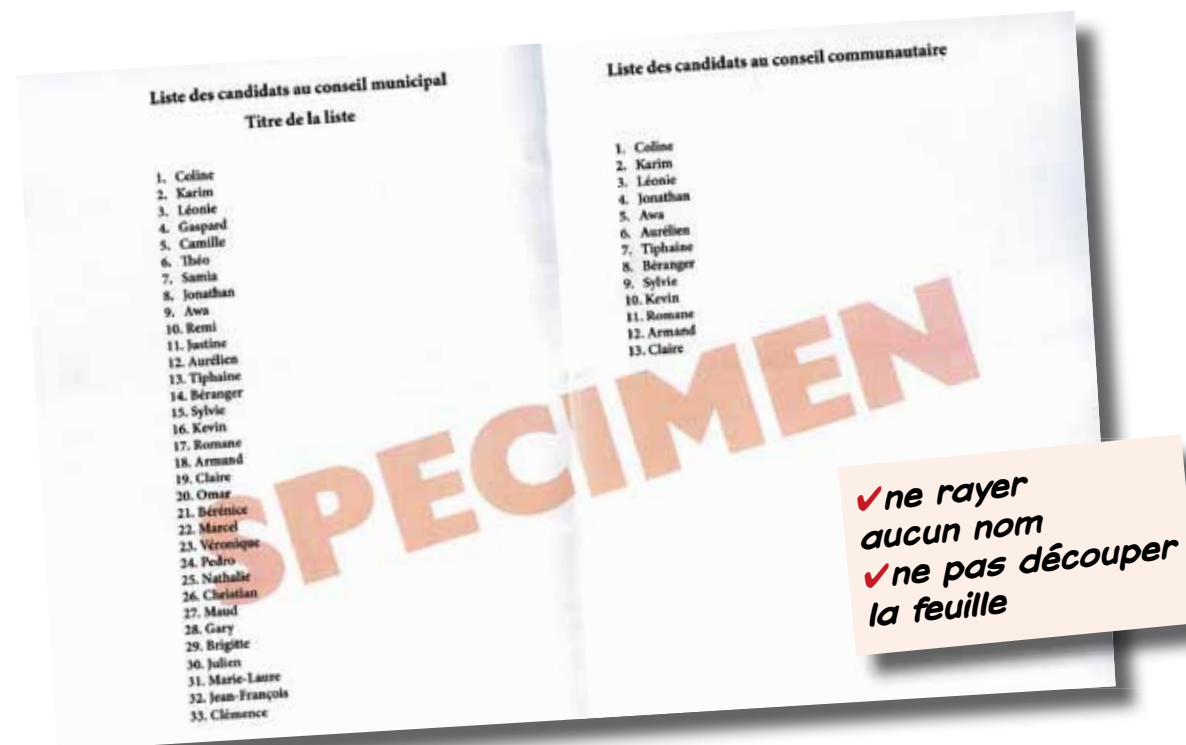 Liste des candidats au conseil municipal
Titre de la liste
1. Coline
2. Karim
3. Léonie
4. Gaspard
5. Camille
6. Théo
7. Samia
8. Jonathan
9. Awa
10. Remi
11. Justine
12. Aurélien
13. Tiphaine
14. Béranger
15. Sylvie
16. Kevin
17. Romane
18. Armand
19. Claire
20. Omar
21. Bérénice
22. Marcel
23. Véronique
24. Pedro
25. Nathalie
26. Christian
27. Maud
28. Gary
29. Brigitte
30. Julien
31. Marie-Laure
32. Jean-François
33. Clémence
Liste des candidats au conseil communautaire
1. Coline
2. Karim
3. Léonie
4. Jonathan
5. Awa
6. Aurélien
7. Tiphaine
8. Béranger
9. Sylvie
10. Kevin
11. Romane
12. Armand
13. Claire
SPECIMEN
✔ne rayer
aucun nom
✔ne pas découper
la feuille